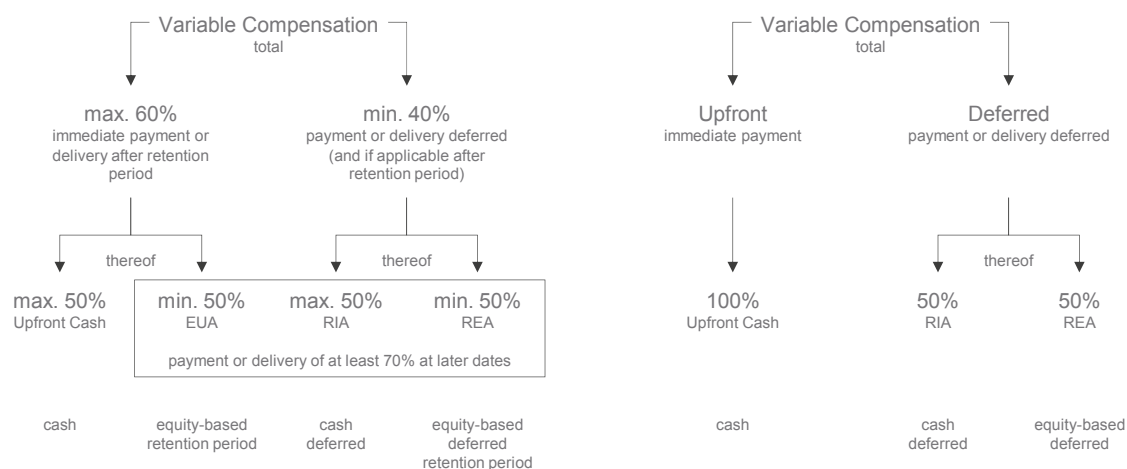 Variable Compensation
total
max. 60%
immediate payment or
delivery after retention
period
min. 40%
payment or delivery deferred
(and if applicable after
retention period)
thereof
thereof
max. 50%
Upfront Cash
min. 50%
EUA
max. 50%
RIA
min. 50%
REA
payment or delivery of at least 70% at later dates
cash
equity-based
retention period
cash
deferred
equity-based
deferred
retention period
Variable Compensation
total
Upfront
immediate payment
Deferred
payment or delivery deferred
thereof
100%
Upfront Cash
50%
RIA
50%
REA
cash
cash
deferred
equity-based
deferred